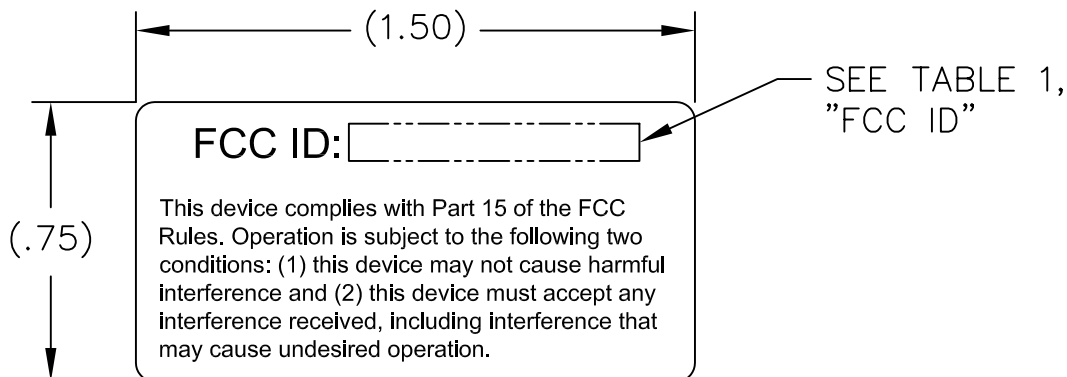 (1.50)
SEE TABLE 1,
"FCC ID"
FCC ID:
(.75)
This device complies with Part 15 of the FCC
Rules. Operation is subject to the following two
conditions: (1) this device may not cause harmful
interference and (2) this device must accept any
interference received, including interference that
may cause undesired operation.